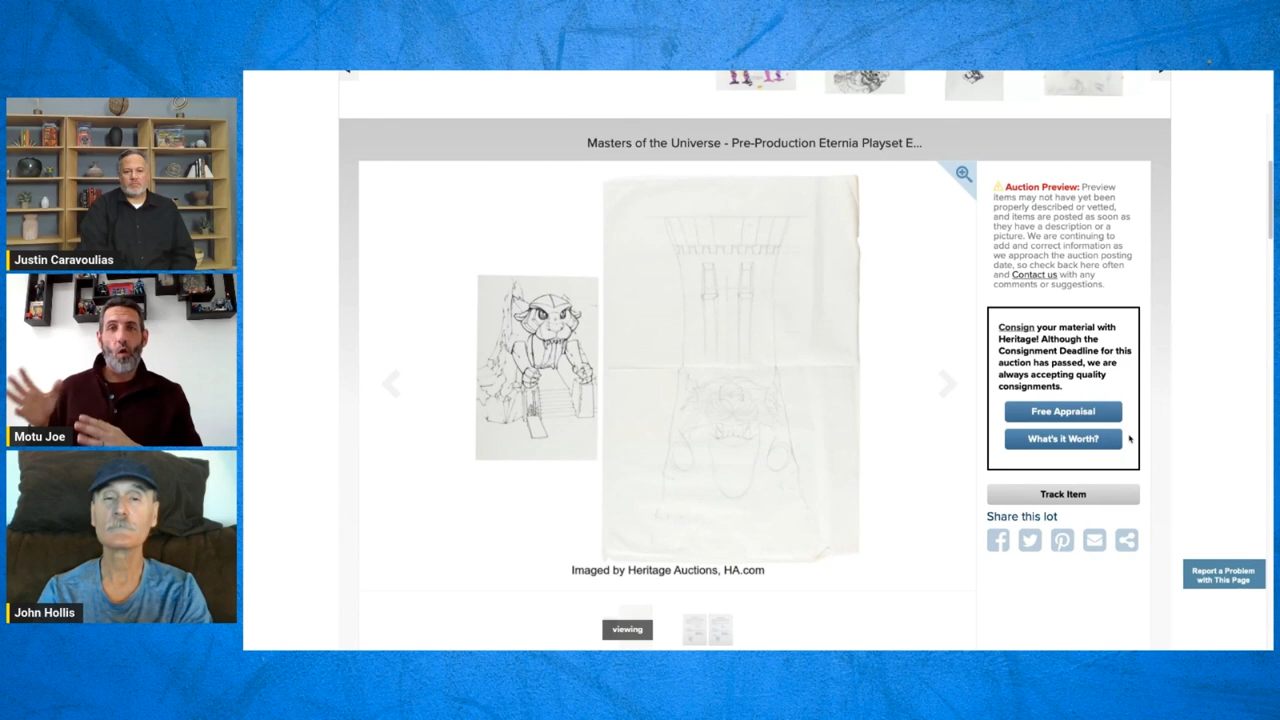 Justin Caravoulias
Motu Joe
John Hollis
Masters of the Universe - Pre-Production Eternia Playset E...
Imaged by Heritage Auctions, HA.com
viewing
Auction Preview: Preview
items may not have yet been
properly described or vetted,
and items are posted as soon as
they have a description or a
picture. We are continuing to
add and correct information as
we approach the auction posting
date, so check back here often
and Contact us with any
comments or suggestions.
Consign your material with
Heritage! Although the
Consignment Deadline for this
auction has passed, we are
always accepting quality
consignments.
Free Appraisal
What's it Worth?
Track Item
Share this lot
Report a Problem
with This Page